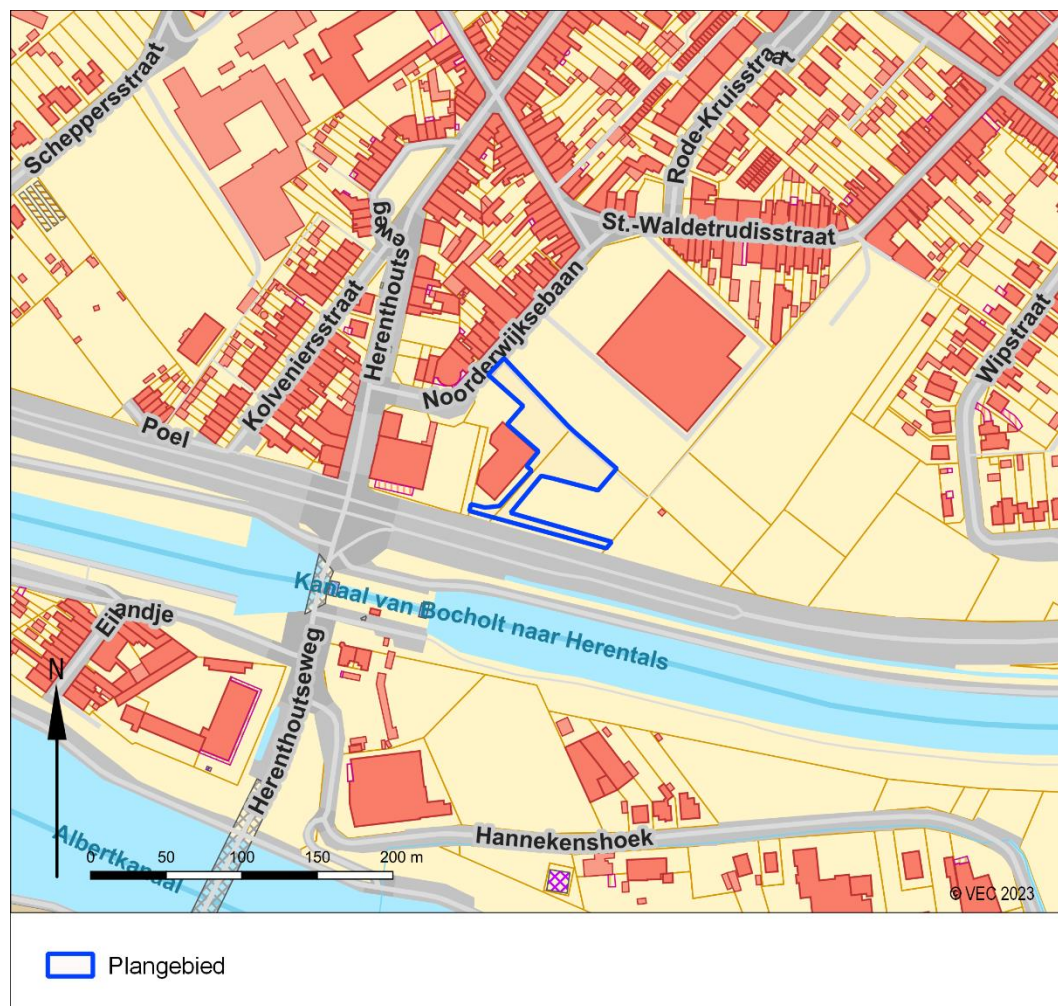 Scheppersstraat
Rode-Kruisstraat
St.-Waldetrudisstraat
Kolveniersstraat
Herenthoutseweg
Noorderwijksebaan
Wipstraat
Poel
Kanaal van Bocholt naar Herentals
Eilandje
N
Herenthoutseweg
Hannekenshoek
Albertkanaal
0 50 100 150 200 m
© VEC 2023
Plangebied